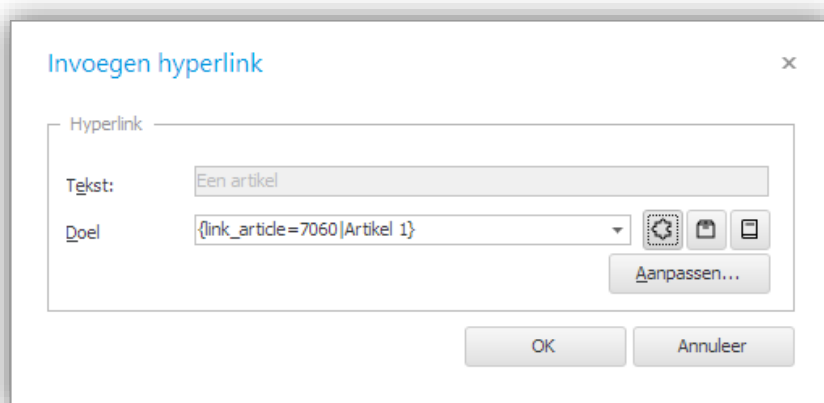 Invoegen hyperlink
Hyperlink
Tekst: Een artikel
Doel {link_article=7060|Artikel 1}
Aanpassen...
OK Annuleer